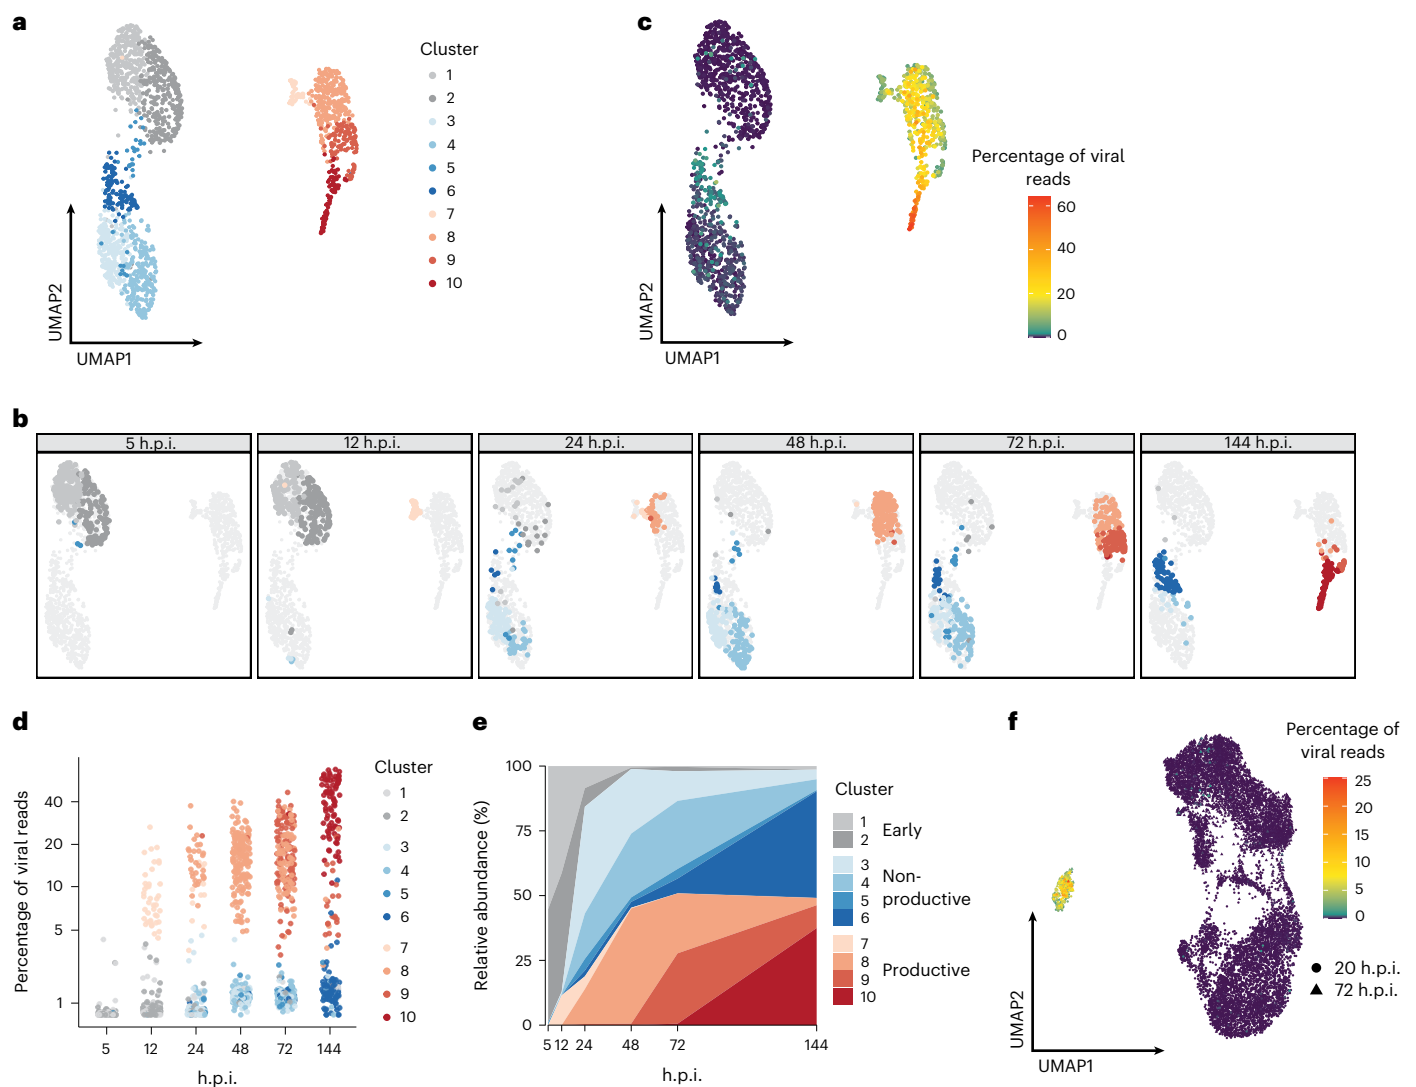 a
Cluster
1
2
3
4
5
6
7
8
9
10
UMAP2
UMAP1
c
Percentage of viral
reads
60
40
20
0
UMAP2
UMAP1
b
5 h.p.i.
12 h.p.i.
24 h.p.i.
48 h.p.i.
72 h.p.i.
144 h.p.i.
d
Percentage of viral reads
40
20
10
5
1
5
12
24
48
72
144
h.p.i.
Cluster
1
2
3
4
5
6
7
8
9
10
e
Relative abundance (%)
100
75
50
25
0
5
12
24
48
72
144
h.p.i.
Cluster
1
2
Early
3
4
5
6
Non-
productive
7
8
9
10
Productive
f
Percentage of
viral reads
25
20
15
10
5
0
20 h.p.i.
72 h.p.i.
UMAP2
UMAP1